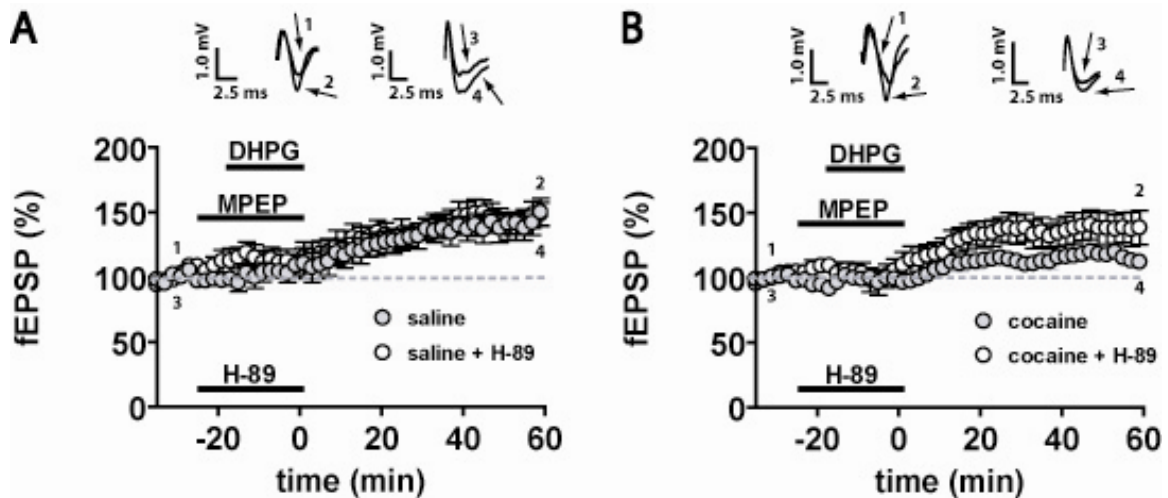 A
1
2
3
4
1.0 mV
2.5 ms
1.0 mV
2.5 ms
200
150
100
50
0
fEPSP (%)
DHPG
MPEP
1
3
2
4
saline
saline + H-89
H-89
-20 0 20 40 60
time (min)
B
1
2
3
4
1.0 mV
2.5 ms
1.0 mV
2.5 ms
200
150
100
50
0
fEPSP (%)
DHPG
MPEP
1
3
2
4
cocaine
cocaine + H-89
H-89
-20 0 20 40 60
time (min)